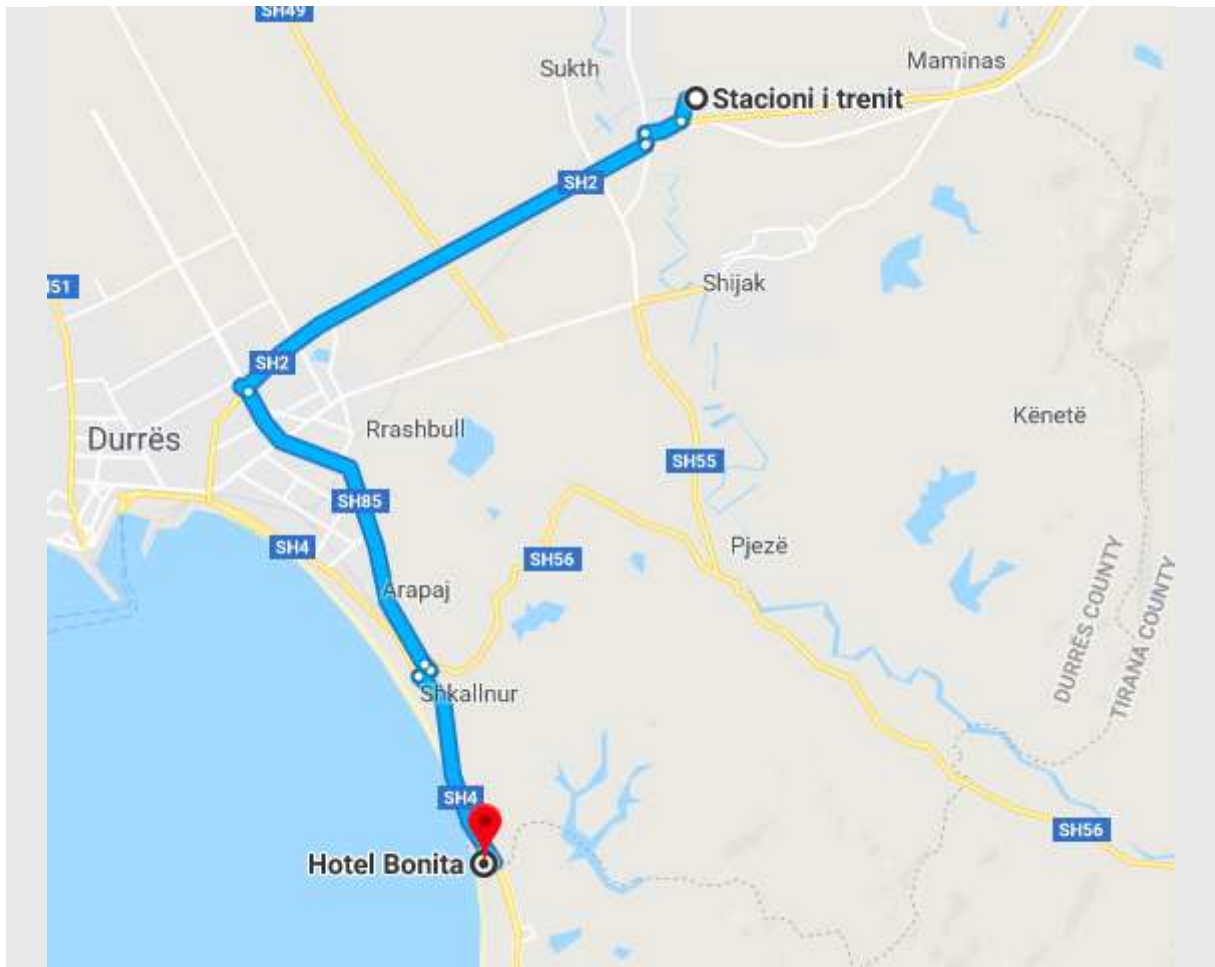 SH49
Sukth
Maminas
Stacioni i trenit
SH2
Shijak
51
SH2
Durrës
Rrashbull
Kënetë
SH55
SH85
SH4
SH56
Pjezë
Arapaj
DURRËS COUNTY
TIRANA COUNTY
Shkallnur
SH4
SH56
Hotel Bonita